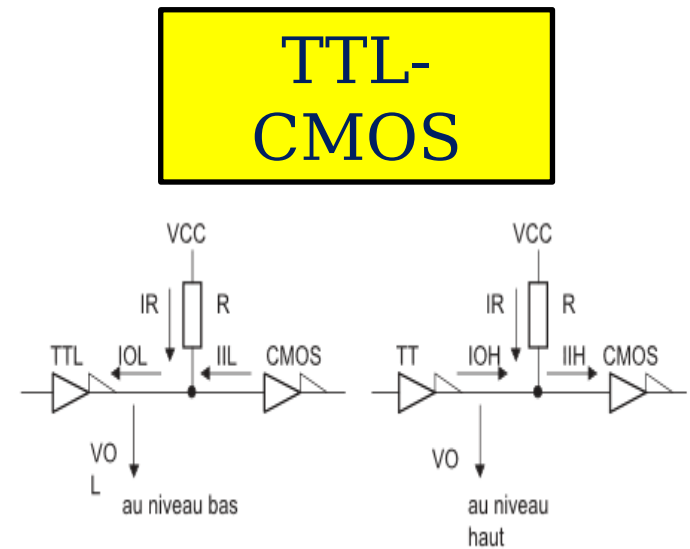 TTL-
CMOS
VCC
IR
R
TTL
IOL
IIL
CMOS
VO
L
au niveau bas
VCC
IR
R
TT
IOH
IIH
CMOS
VO
au niveau
haut